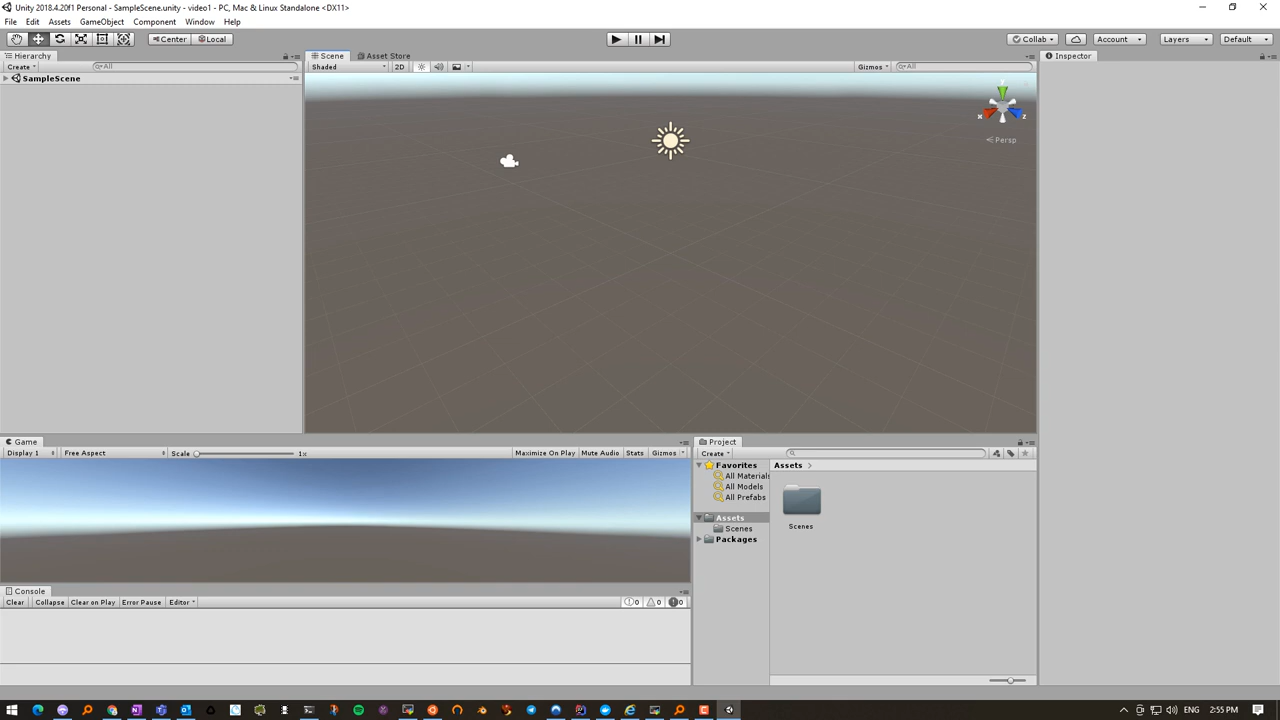 Unity 2018.4.20f1 Personal - SampleScene.unity - video1 - PC, Mac & Linux Standalone <DX11>
File Edit Assets GameObject Component Window Help
Center Local Collab Account Layers Default
Hierarchy
Create All
SampleScene
Scene Asset Store
Shaded 2D Gizmos All
y
x z
Persp
Inspector
Game
Display 1 Free Aspect Scale 1x Maximize On Play Mute Audio Stats Gizmos
Console
Clear Collapse Clear on Play Error Pause Editor 0 0 0
Project
Create
Favorites
All Materials
All Models
All Prefabs
Assets
Scenes
Packages
Assets
Scenes
ENG 2:55 PM